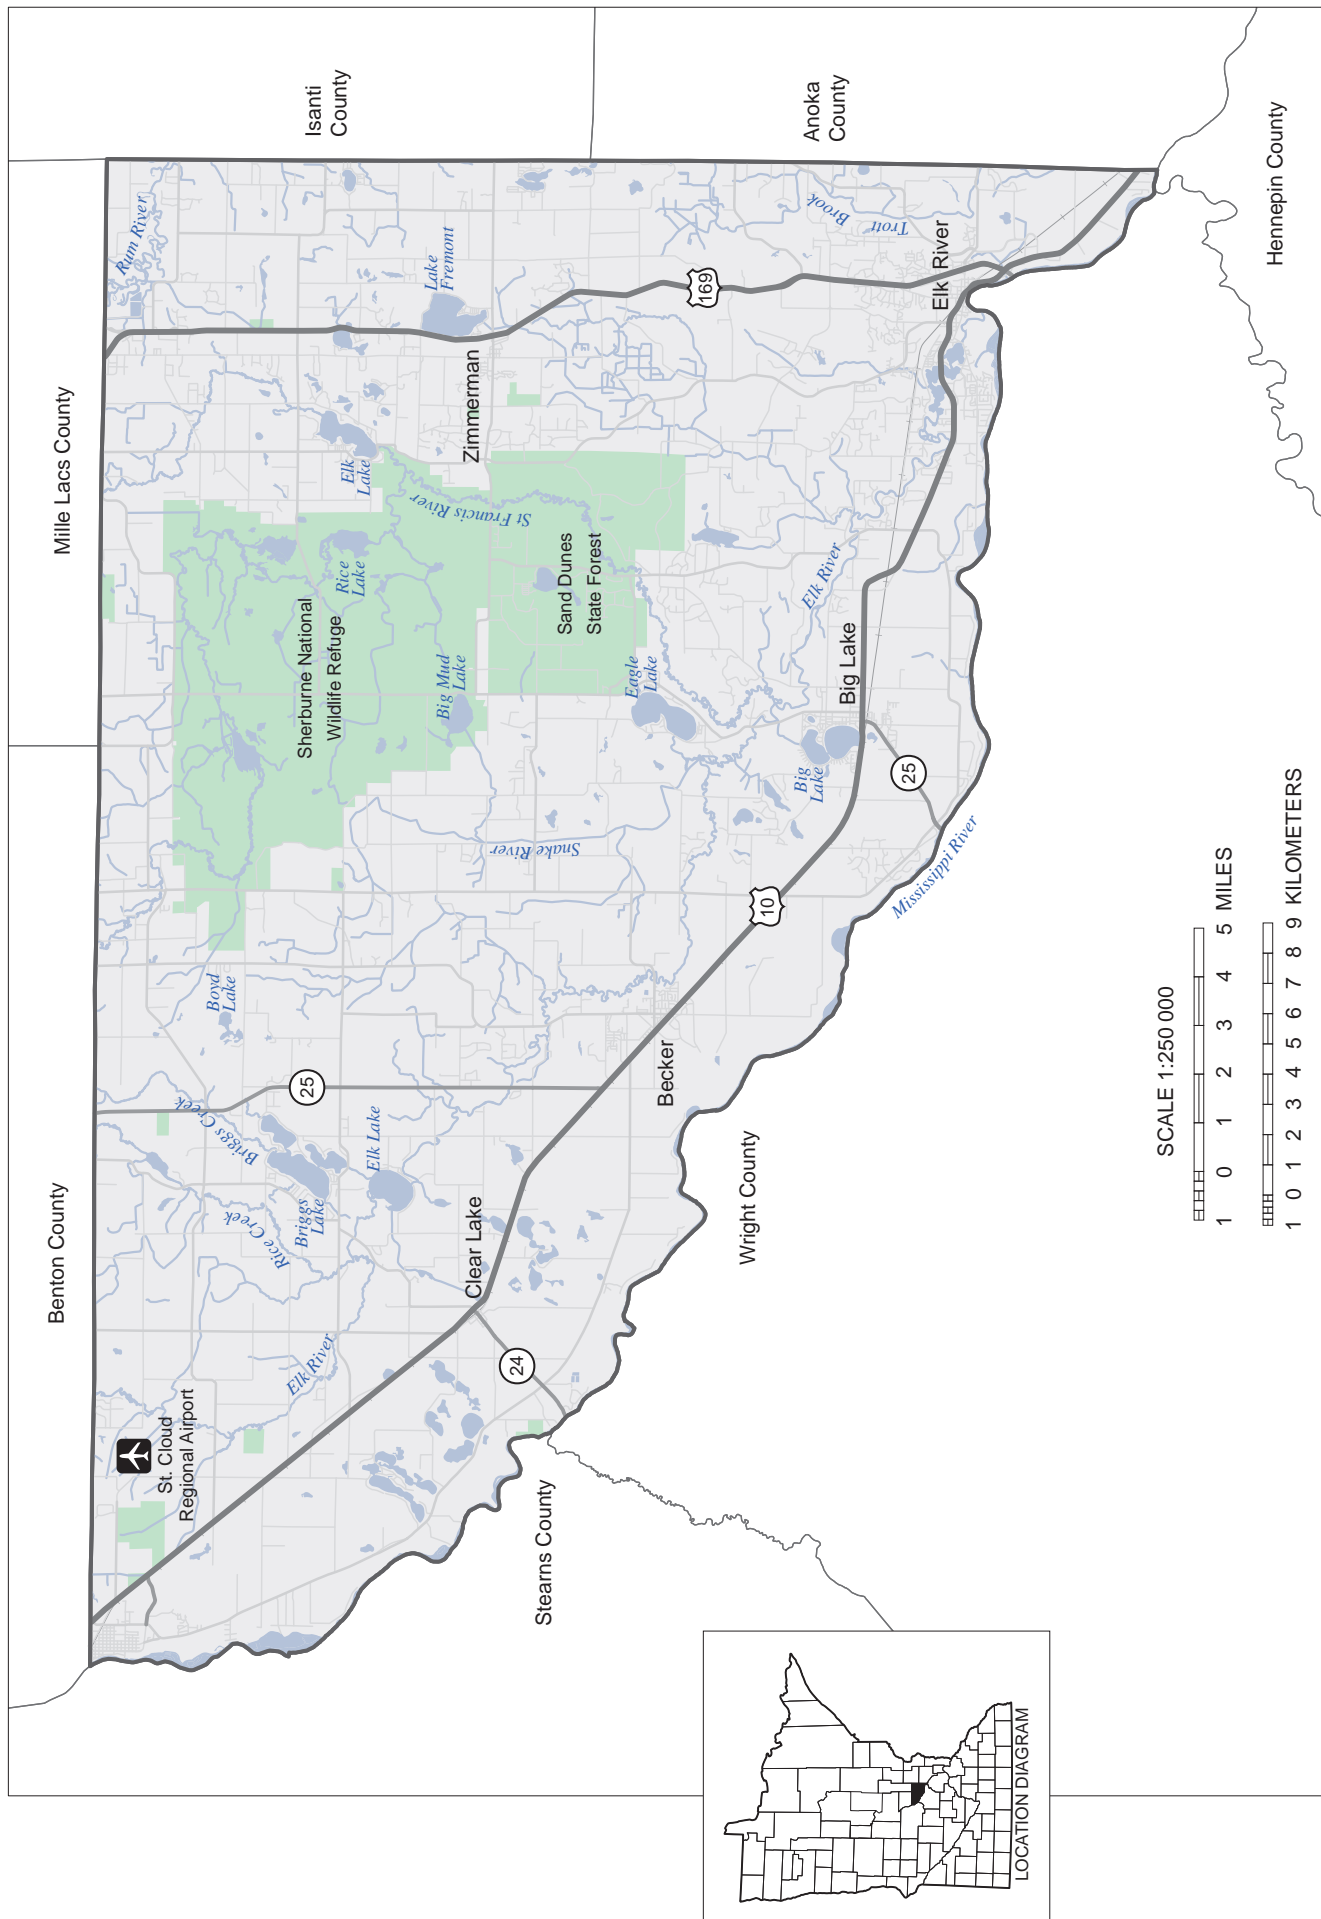 Mille Lacs County
Benton County
Isanti
County
Anoka
County
Hennepin County
Wright County
Stearns County
Rum River
Lake
Fremont
Zimmerman
169
Trott
Brook
Elk River
Elk
Lake
St Francis River
Rice
Lake
Sherburne National
Wildlife Refuge
Big Mud
Lake
Sand Dunes
State Forest
Eagle
Lake
Elk River
Big Lake
Big
Lake
25
Mississippi River
Snake River
10
Boyd
Lake
25
Becker
Briggs Creek
Briggs
Lake
Elk Lake
Rice Creek
Clear Lake
24
Elk River
St. Cloud
Regional Airport
SCALE 1:250 000
1 0 1 2 3 4 5 MILES
1 0 1 2 3 4 5 6 7 8 9 KILOMETERS
LOCATION DIAGRAM